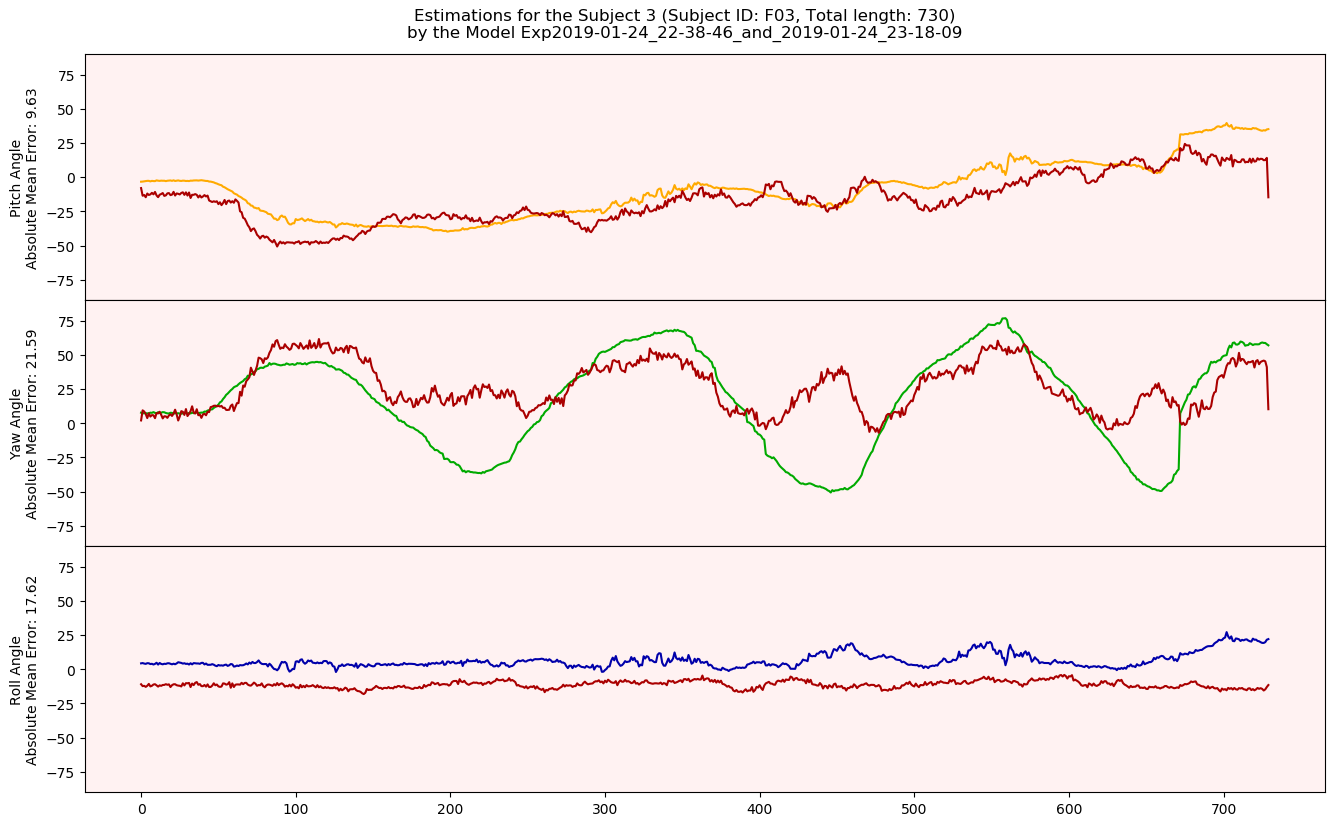 Estimations for the Subject 3 (Subject ID: F03, Total length: 730)
by the Model Exp2019-01-24_22-38-46_and_2019-01-24_23-18-09
Pitch Angle
Absolute Mean Error: 9.63
75
50
25
0
−25
−50
−75
Yaw Angle
Absolute Mean Error: 21.59
75
50
25
0
−25
−50
−75
Roll Angle
Absolute Mean Error: 17.62
75
50
25
0
−25
−50
−75
0 100 200 300 400 500 600 700